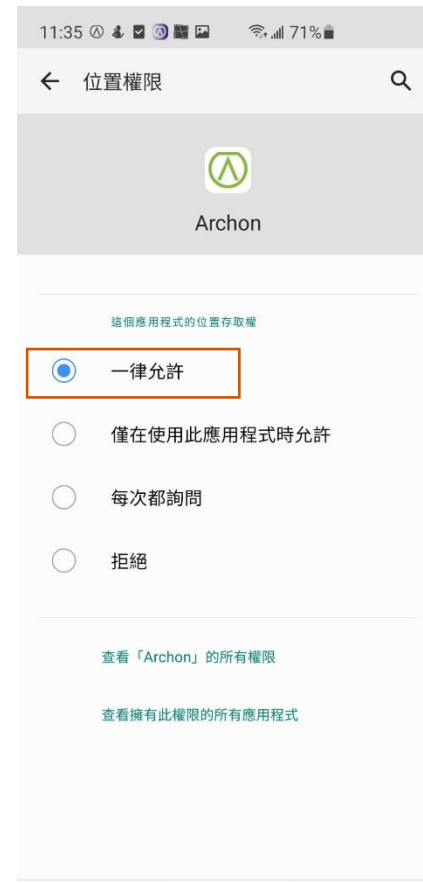 11:35 71%
位置權限
Archon
這個應用程式的位置存取權
一律允許
僅在使用此應用程式時允許
每次都詢問
拒絕
查看「Archon」的所有權限
查看擁有此權限的所有應用程式